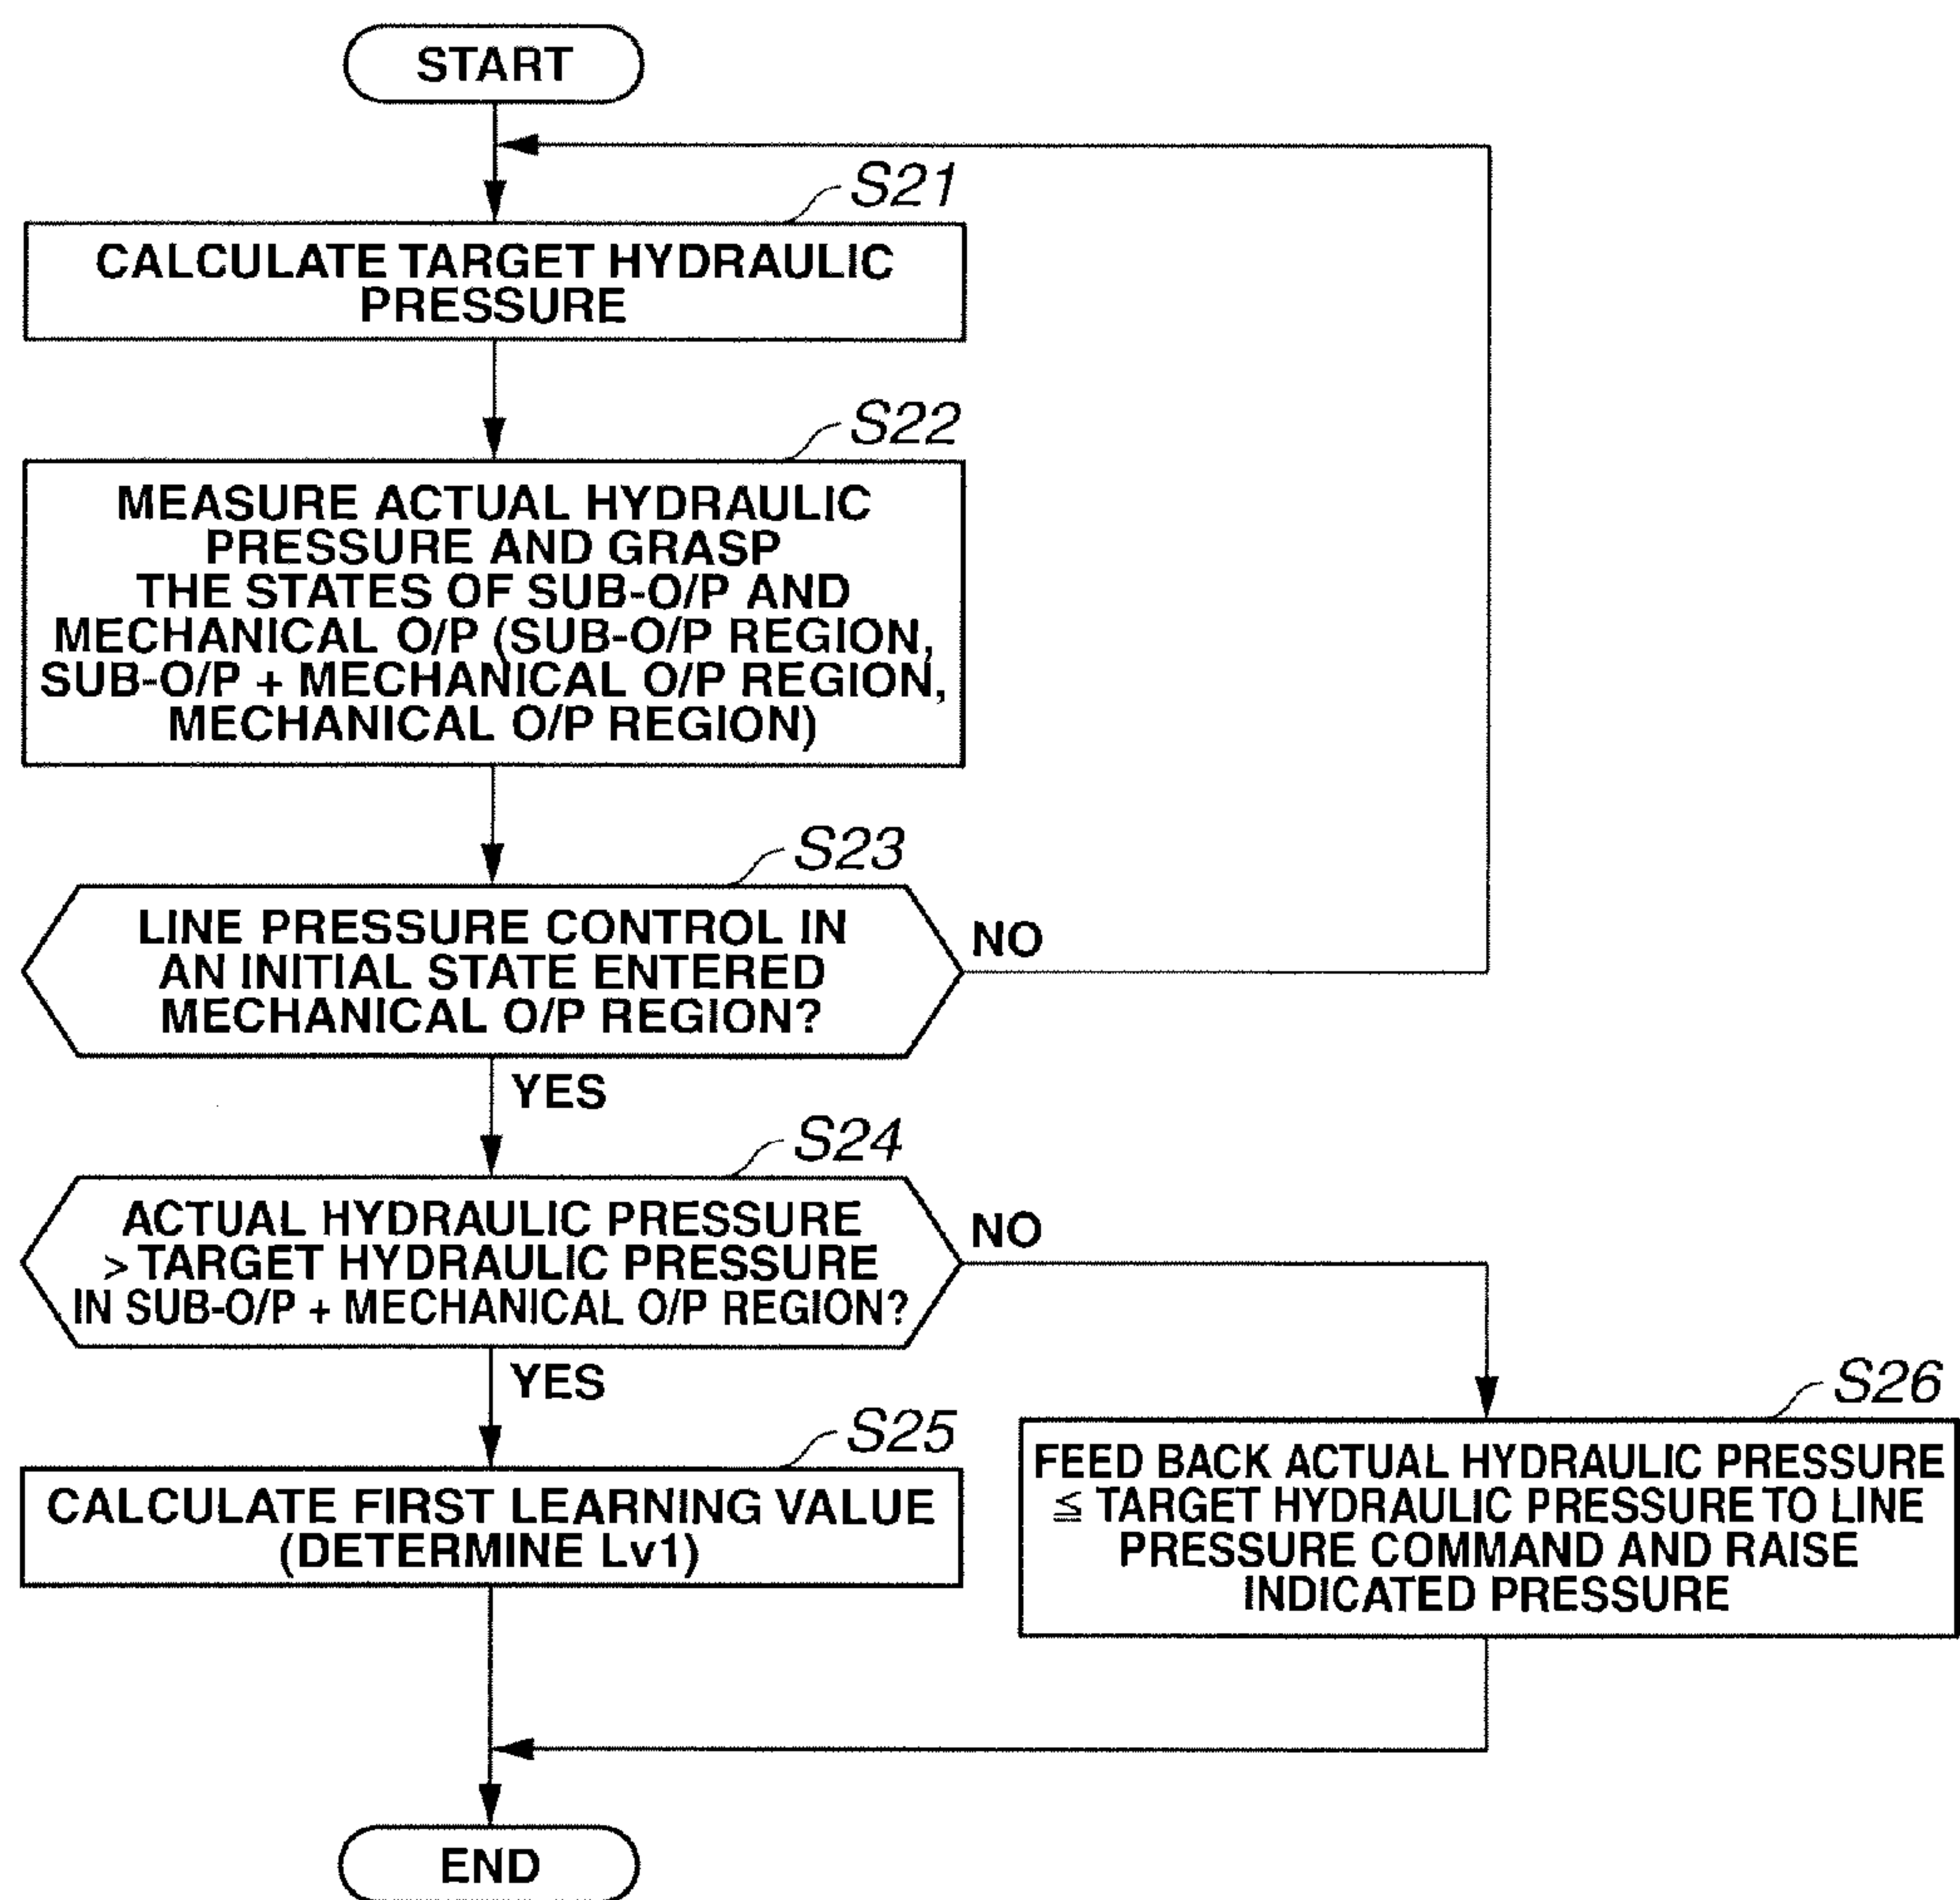 START
S21
CALCULATE TARGET HYDRAULIC
PRESSURE
S22
MEASURE ACTUAL HYDRAULIC
PRESSURE AND GRASP
THE STATES OF SUB-O/P AND
MECHANICAL O/P (SUB-O/P REGION,
SUB-O/P + MECHANICAL O/P REGION,
MECHANICAL O/P REGION)
S23
LINE PRESSURE CONTROL IN
AN INITIAL STATE ENTERED
MECHANICAL O/P REGION?
NO
YES
S24
ACTUAL HYDRAULIC PRESSURE
> TARGET HYDRAULIC PRESSURE
IN SUB-O/P + MECHANICAL O/P REGION?
NO
YES
S25
CALCULATE FIRST LEARNING VALUE
(DETERMINE Lv1)
S26
FEED BACK ACTUAL HYDRAULIC PRESSURE
≦ TARGET HYDRAULIC PRESSURE TO LINE
PRESSURE COMMAND AND RAISE
INDICATED PRESSURE
END